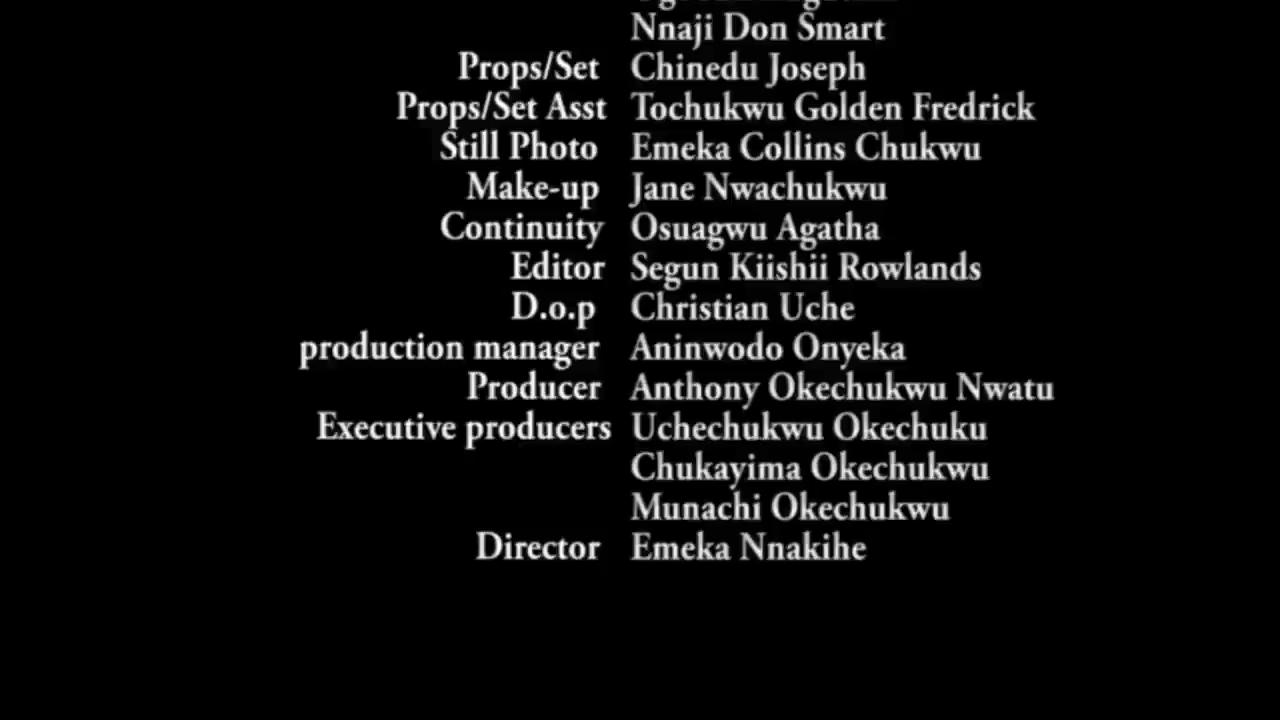 Nnaji Don Smart
Props/Set Chinedu Joseph
Props/Set Asst Tochukwu Golden Fredrick
Still Photo Emeka Collins Chukwu
Make-up Jane Nwachukwu
Continuity Osuagwu Agatha
Editor Segun Kiishii Rowlands
D.o.p Christian Uche
production manager Aninwodo Onyeka
Producer Anthony Okechukwu Nwatu
Executive producers Uchechukwu Okechuku
Chukayima Okechukwu
Munachi Okechukwu
Director Emeka Nnakihe